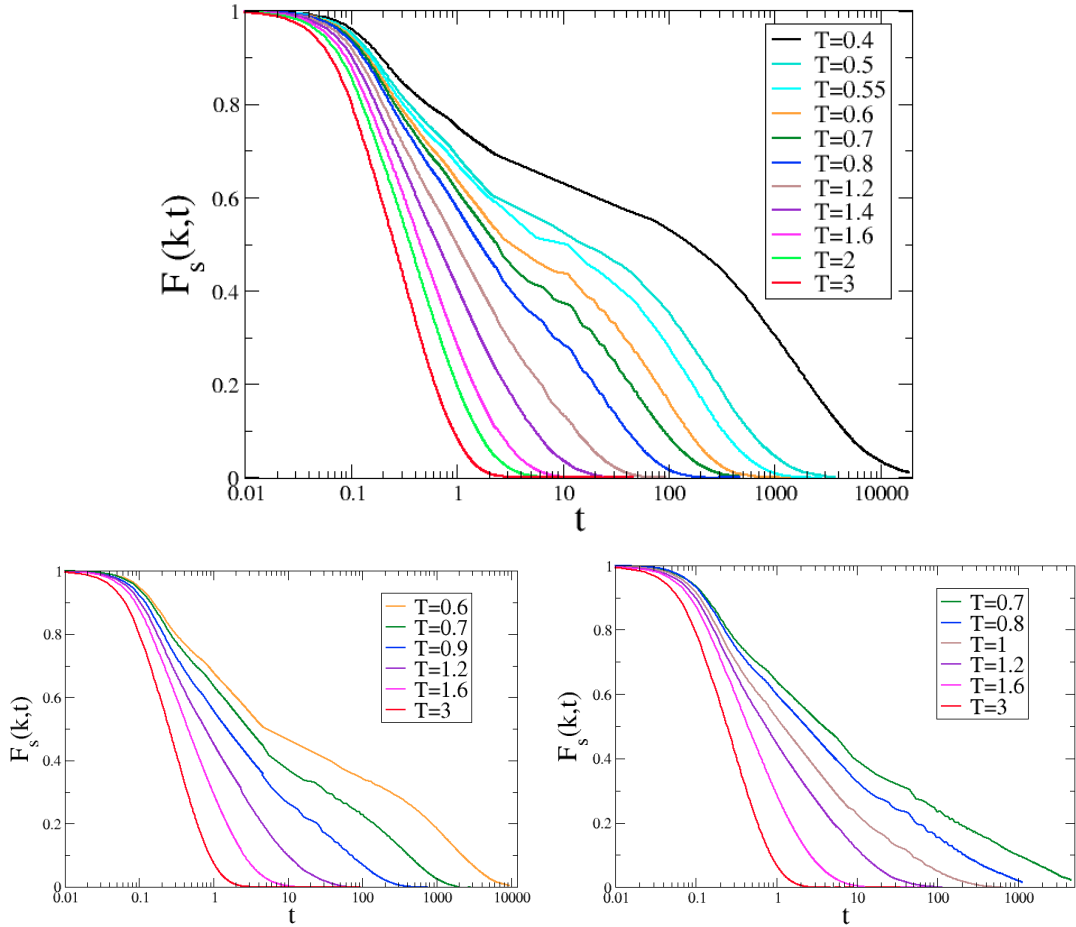 1
0.8
0.6
0.4
0.2
0
F_s(k,t)
0.01
0.1
1
10
100
1000
10000
t
T=0.4
T=0.5
T=0.55
T=0.6
T=0.7
T=0.8
T=1.2
T=1.4
T=1.6
T=2
T=3
1
0.8
0.6
0.4
0.2
0
F_s(k,t)
0.01
0.1
1
10
100
1000
10000
t
T=0.6
T=0.7
T=0.9
T=1.2
T=1.6
T=3
1
0.8
0.6
0.4
0.2
0
F_s(k,t)
0.01
0.1
1
10
100
1000
t
T=0.7
T=0.8
T=1
T=1.2
T=1.6
T=3